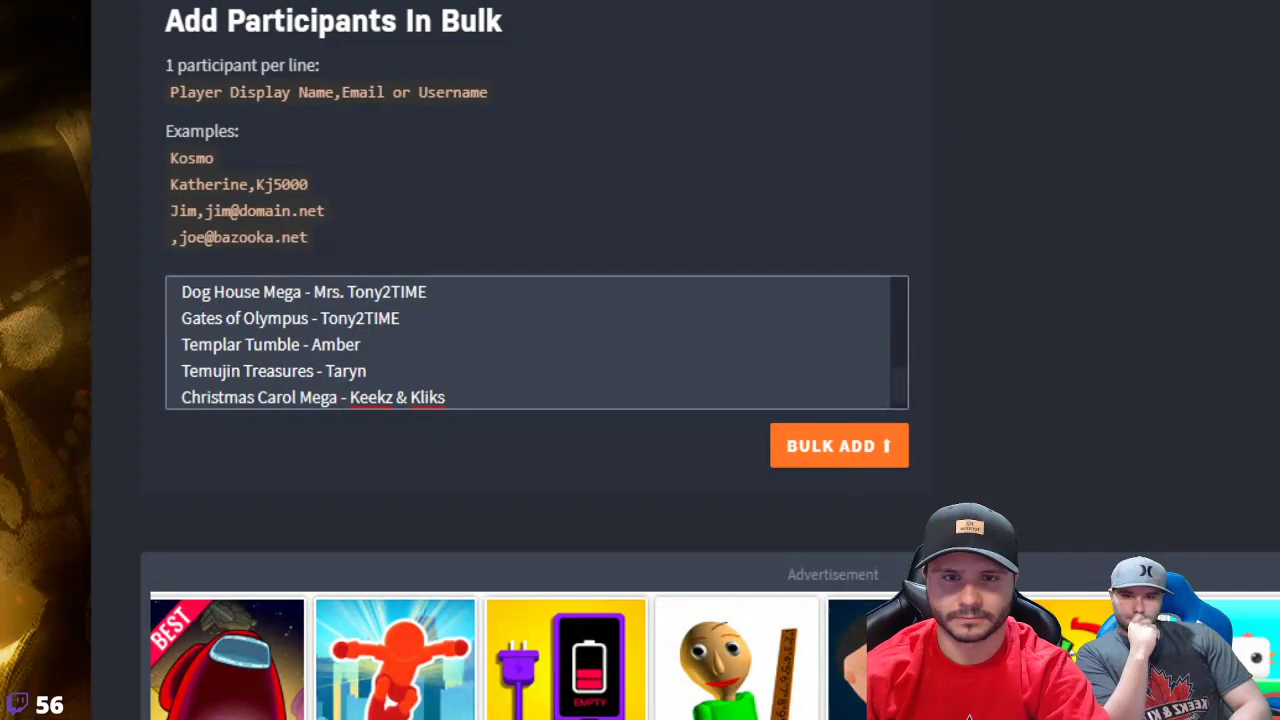 Add Participants In Bulk
1 participant per line:
Player Display Name,Email or Username
Examples:
Kosmo
Katherine,Kj5000
Jim,jim@domain.net
,joe@bazooka.net
Dog House Mega - Mrs. Tony2TIME
Gates of Olympus - Tony2TIME
Templar Tumble - Amber
Temujin Treasures - Taryn
Christmas Carol Mega - Keekz & Kliks
BULK ADD
Advertisement
BEST
EMPTY
KEEKZ & K
56